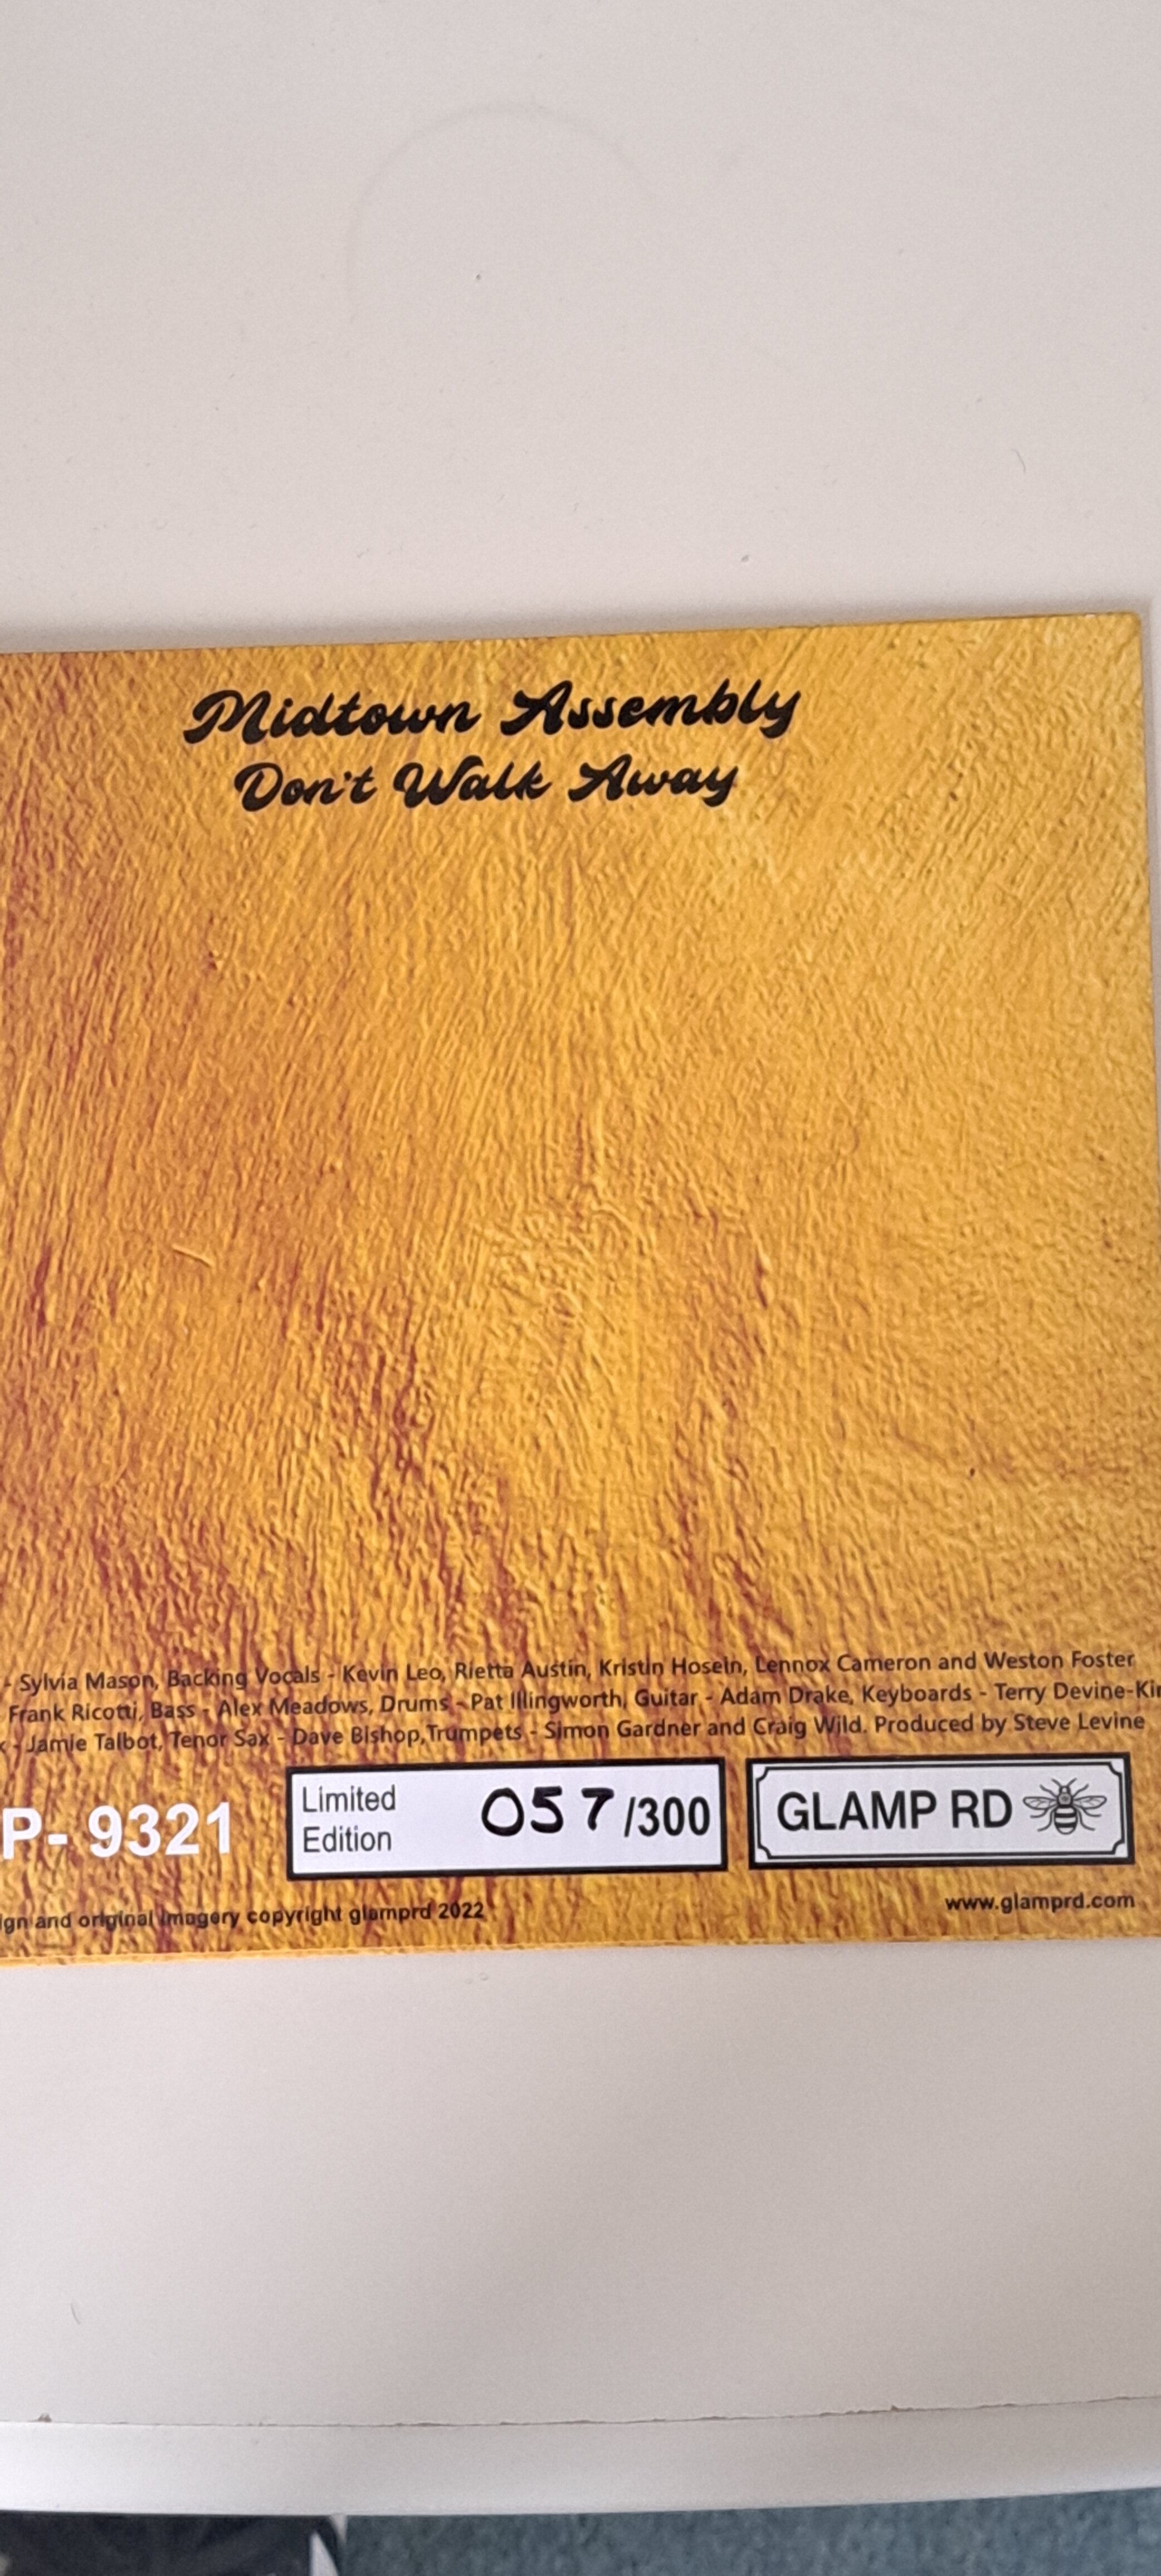 Midtown Assembly
Don't Walk Away
- Sylvia Mason, Backing Vocals - Kevin Leo, Rietta Austin, Kristin Hosein, Lennox Cameron and Weston Foster
Frank Ricotti, Bass - Alex Meadows, Drums - Pat Illingworth, Guitar - Adam Drake, Keyboards - Terry
- Jamie Talbot, Tenor Sax - Dave Bishop, Trumpets - Simon Gardner and Craig Wild. Produced by Steve Levine
P- 9321
Limited
Edition
057/300
GLAMP RD
and original imagery copyright glamprd 2022
www.glamprd.com